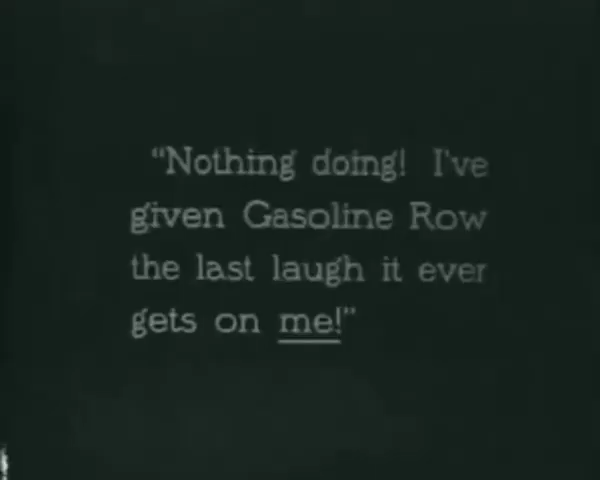 "Nothing doing! I've
given Gasoline Row
the last laugh it ever
gets on me!"